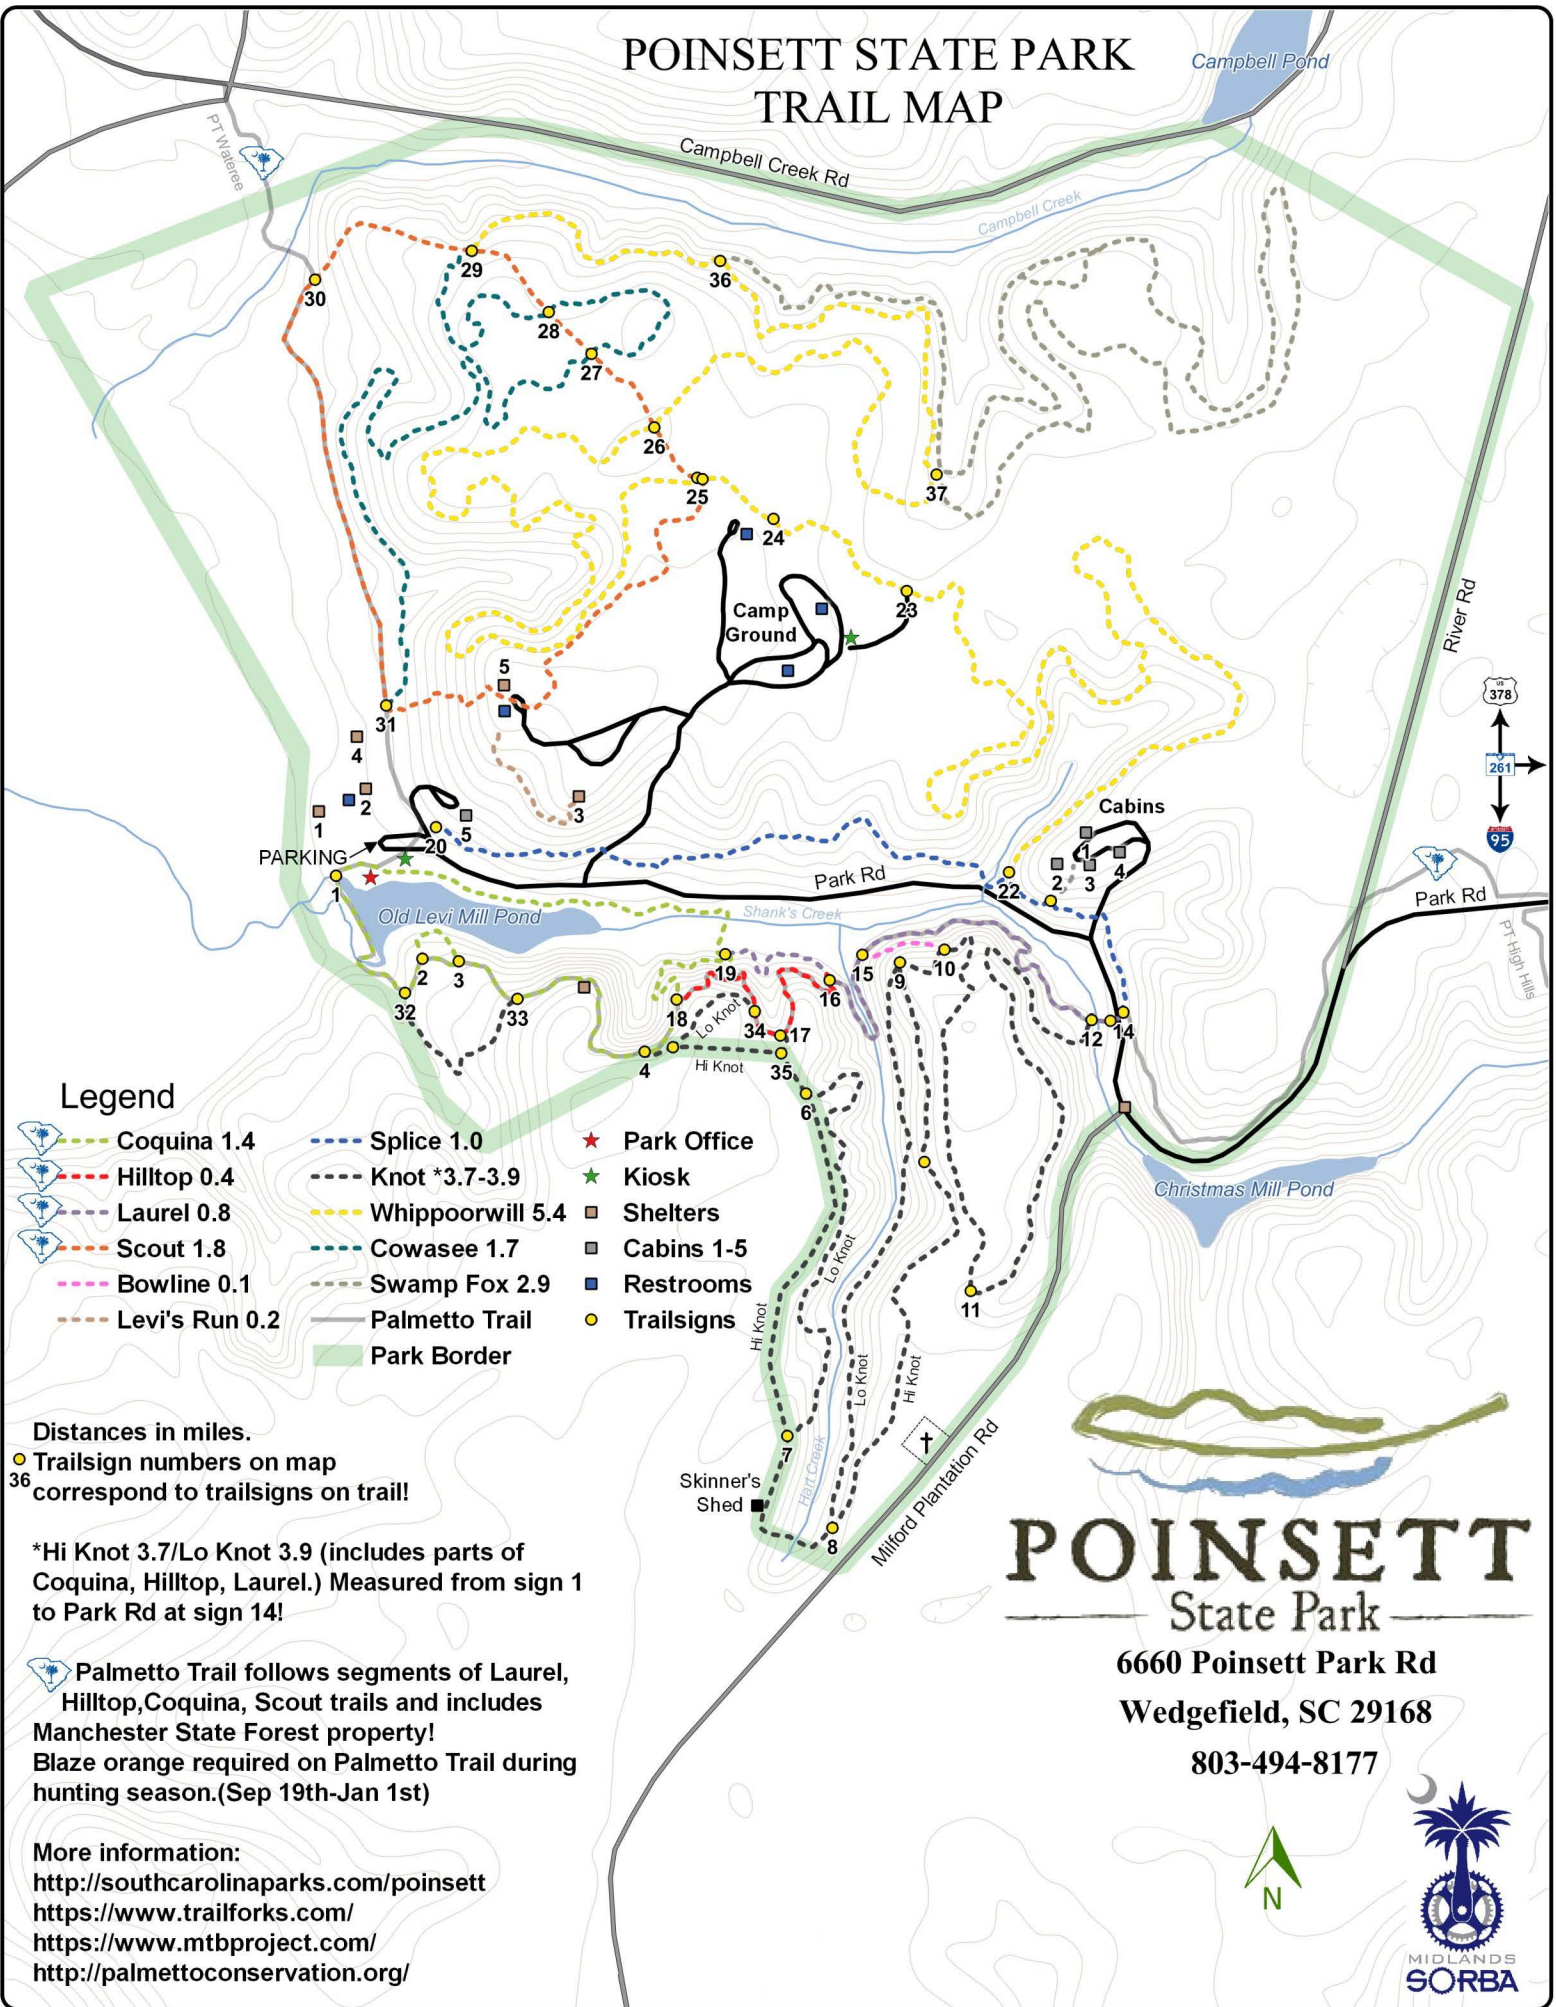 POINSETT STATE PARK
TRAIL MAP
Campbell Pond
PT Wateree
Campbell Creek Rd
Campbell Creek
29
36
30
28
27
26
25
37
24
23
Camp
Ground
River Rd
5
31
4
2
1
3
5
20
PARKING
US
378
261
95
Cabins
1
2
3
4
22
Park Rd
Park Rd
PT High Hills
1
Old Levi Mill Pond
Shank's Creek
2
3
32
33
19
15
9
10
16
18
Lo Knot
34
17
12
14
4
Hi Knot
35
6
Christmas Mill Pond
Lo Knot
Hi Knot
Lo Knot
Hi Knot
11
7
Hart Creek
Skinner's
Shed
8
Milford Plantation Rd
Legend
Coquina 1.4
Hilltop 0.4
Laurel 0.8
Scout 1.8
Bowline 0.1
Levi's Run 0.2
Splice 1.0
Knot *3.7-3.9
Whippoorwill 5.4
Cowasee 1.7
Swamp Fox 2.9
Palmetto Trail
Park Border
Park Office
Kiosk
Shelters
Cabins 1-5
Restrooms
Trailsigns
Distances in miles.
Trailsign numbers on map
36 correspond to trailsigns on trail!
*Hi Knot 3.7/Lo Knot 3.9 (includes parts of
Coquina, Hilltop, Laurel.) Measured from sign 1
to Park Rd at sign 14!
Palmetto Trail follows segments of Laurel,
Hilltop,Coquina, Scout trails and includes
Manchester State Forest property!
Blaze orange required on Palmetto Trail during
hunting season.(Sep 19th-Jan 1st)
More information:
http://southcarolinaparks.com/poinsett
https://www.trailforks.com/
https://www.mtbproject.com/
http://palmettoconservation.org/
POINSETT
State Park
6660 Poinsett Park Rd
Wedgefield, SC 29168
803-494-8177
N
MIDLANDS
SORBA